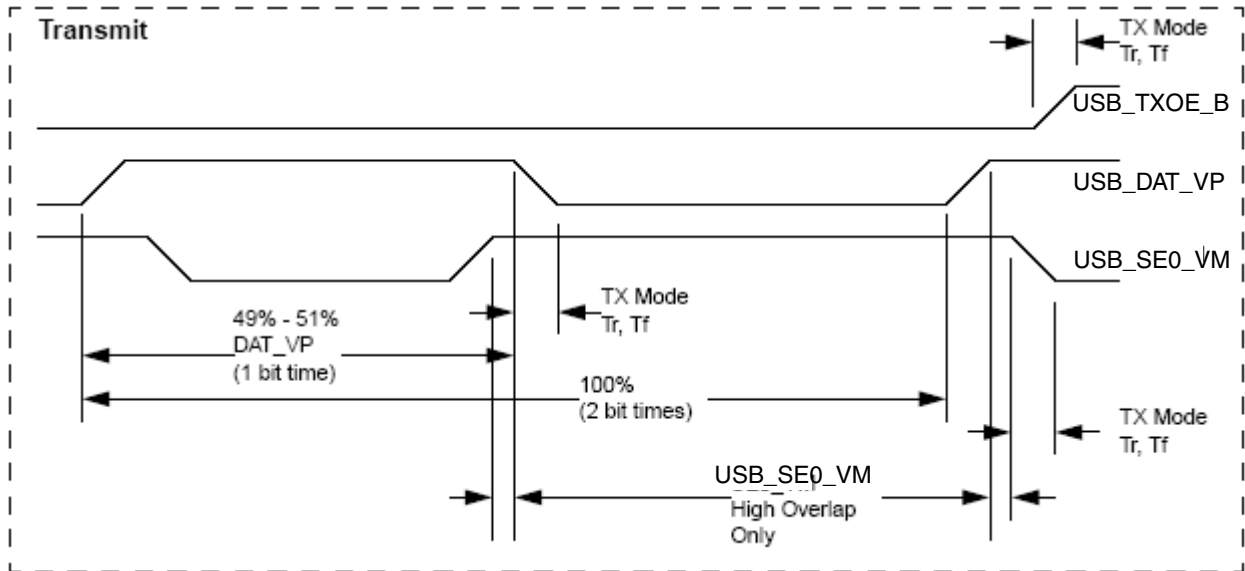 Transmit
TX Mode
Tr, Tf
USB_TXOE_B
USB_DAT_VP
USB_SE0_VM
TX Mode
Tr, Tf
49% - 51%
DAT_VP
(1 bit time)
100%
(2 bit times)
TX Mode
Tr, Tf
USB_SE0_VM
High Overlap
Only